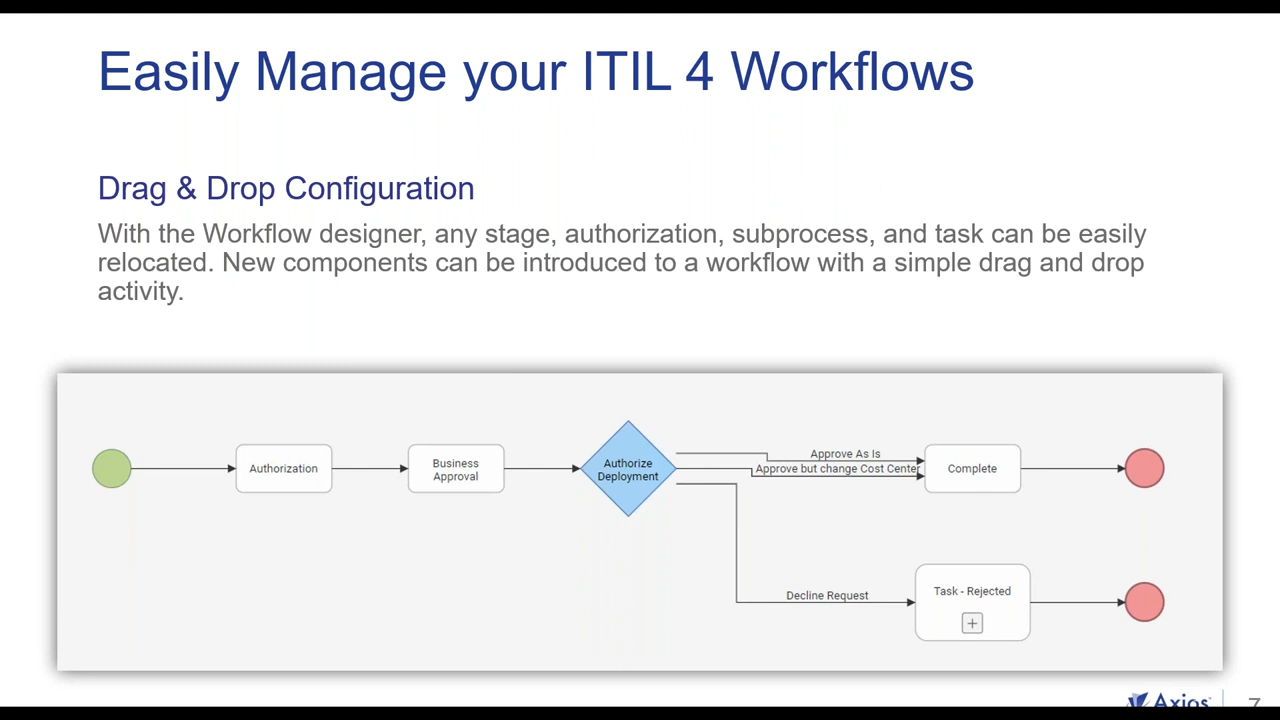 Easily Manage your ITIL 4 Workflows
Drag & Drop Configuration
With the Workflow designer, any stage, authorization, subprocess, and task can be easily
relocated. New components can be introduced to a workflow with a simple drag and drop
activity.
Authorization
Business
Approval
Authorize
Deployment
Approve As Is
Approve but change Cost Center
Complete
Decline Request
Task - Rejected
+
Axios
7